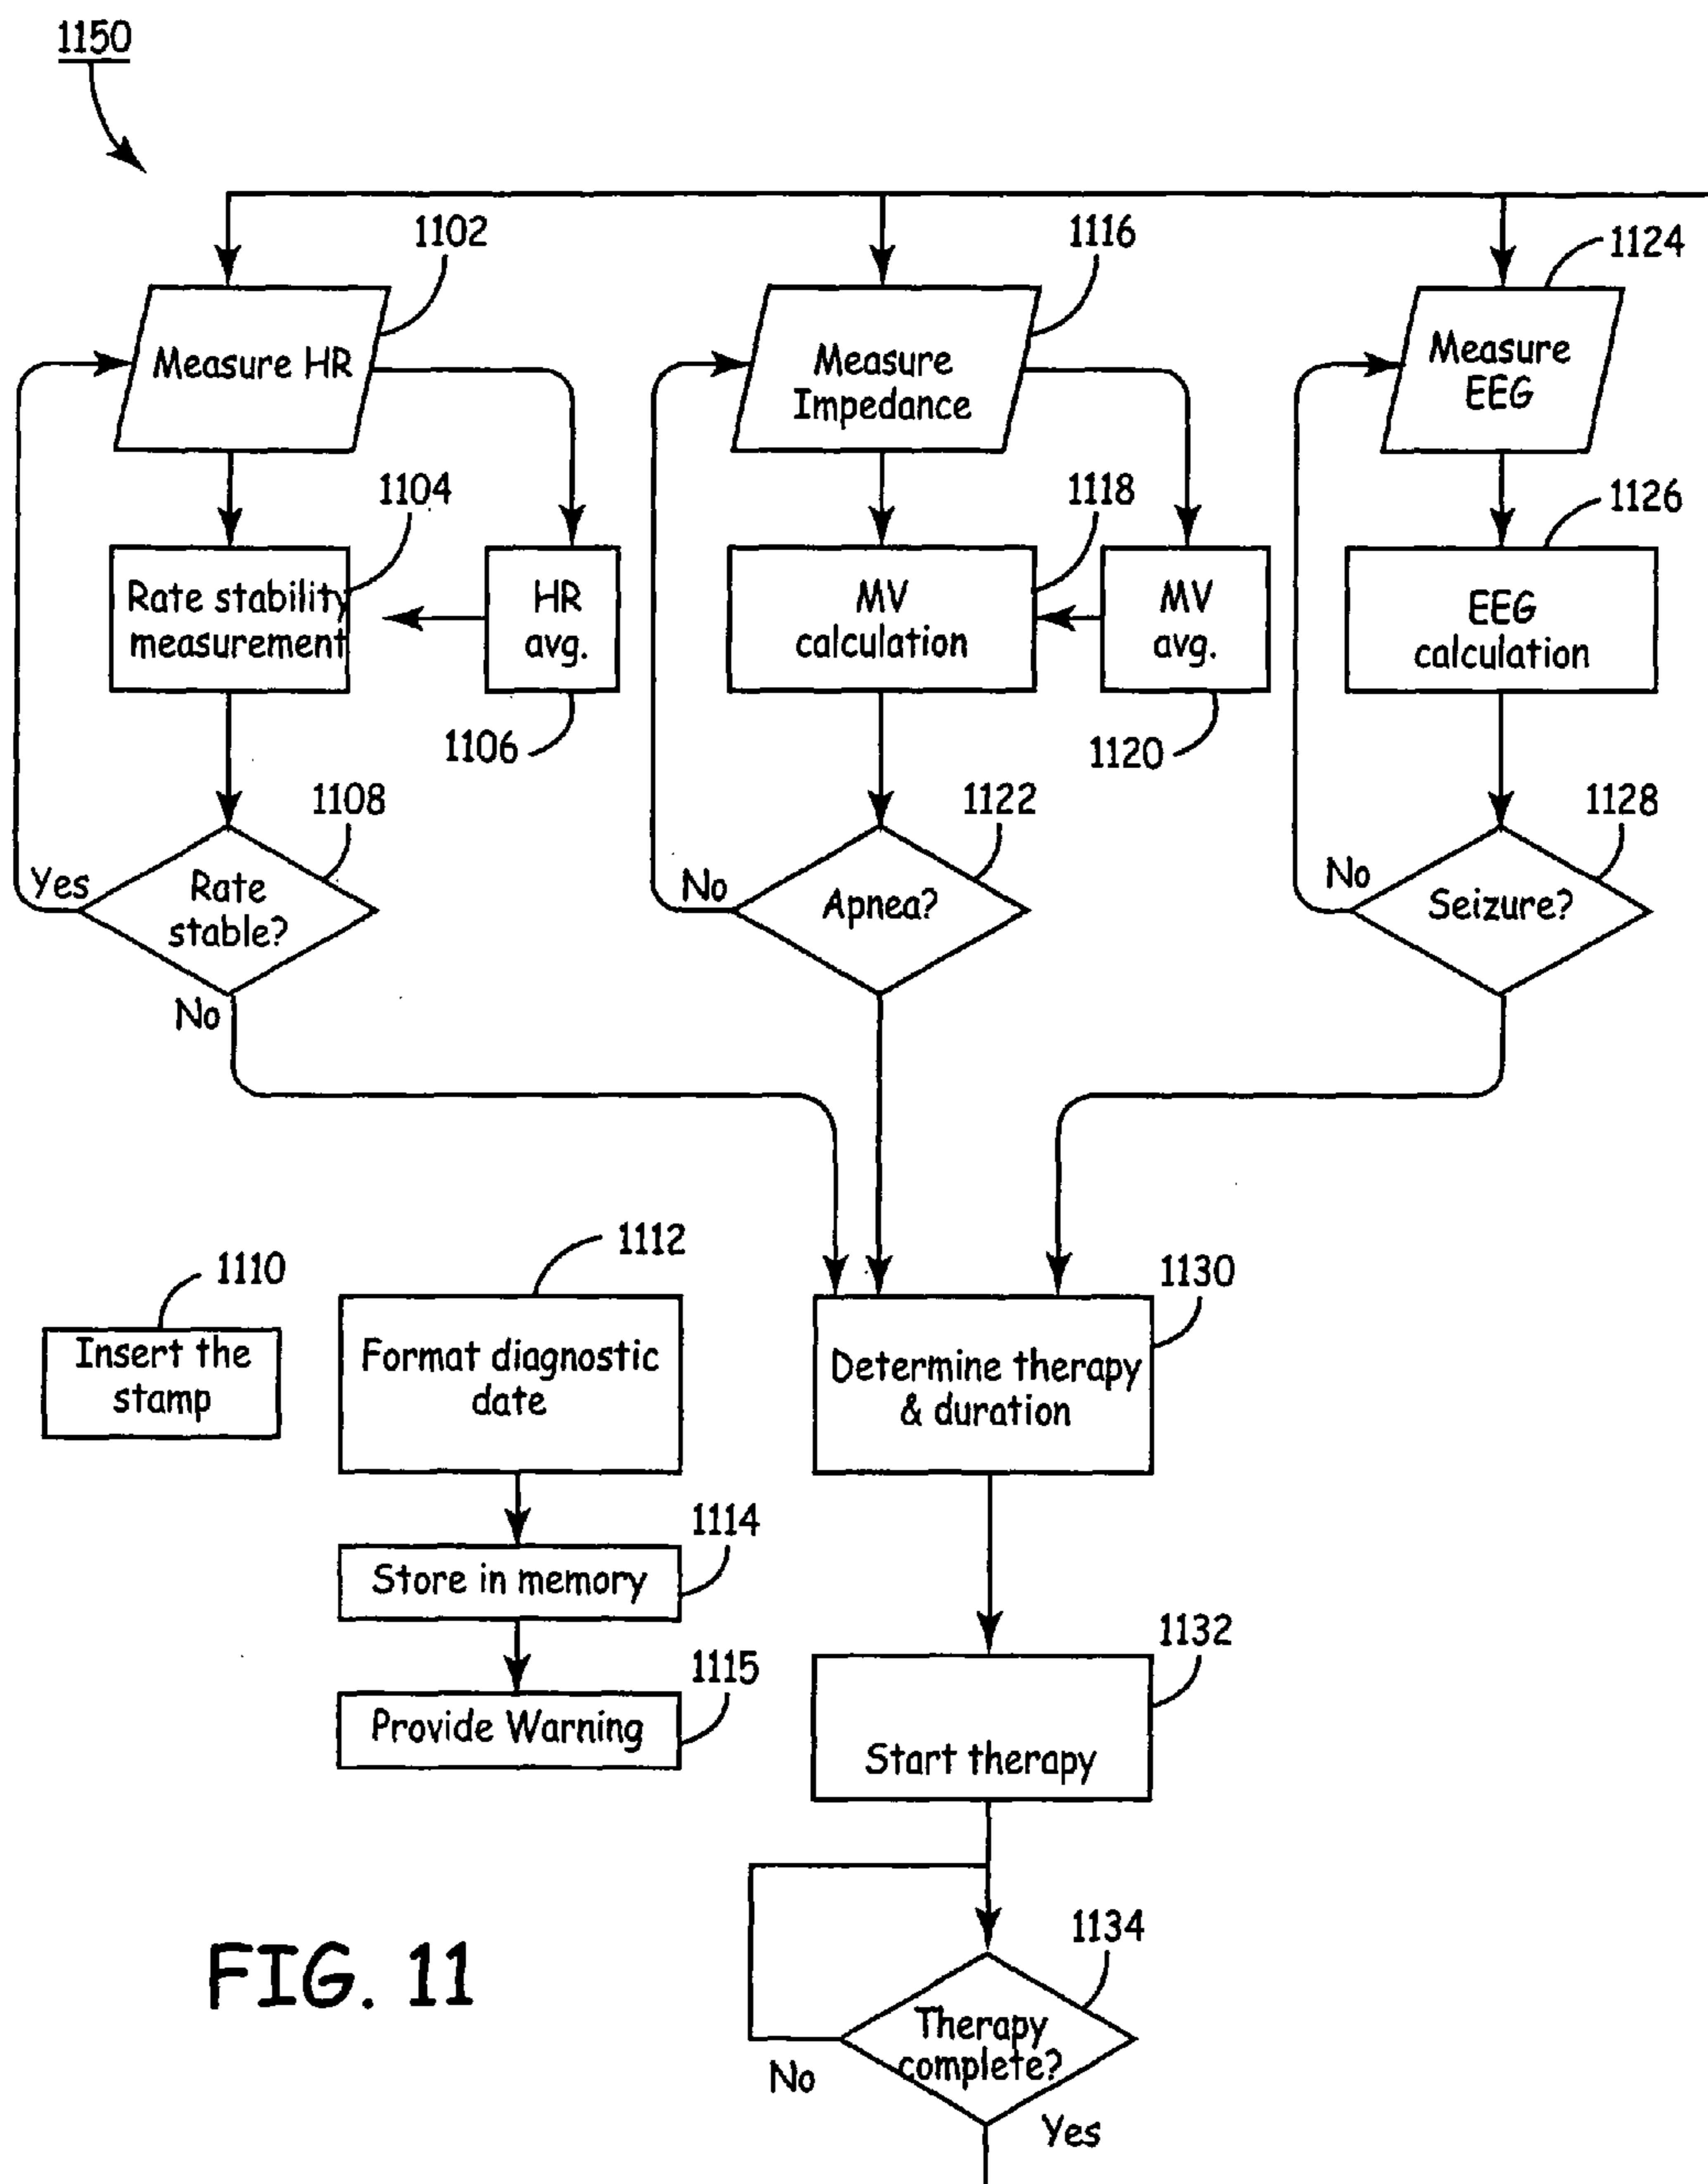 1150
1102
1116
1124
Measure HR
Measure
Impedance
Measure
EEG
1104
1118
1126
Rate stability
measurement
HR
avg.
MV
calculation
MV
avg.
EEG
calculation
1106
1120
1108
1122
1128
Yes
Rate
stable?
No
Apnea?
No
Seizure?
No
1110
1112
1130
Insert the
stamp
Format diagnostic
date
Determine therapy
& duration
1114
Store in memory
1132
1115
Provide Warning
Start therapy
1134
FIG. 11
Therapy
complete?
No
Yes